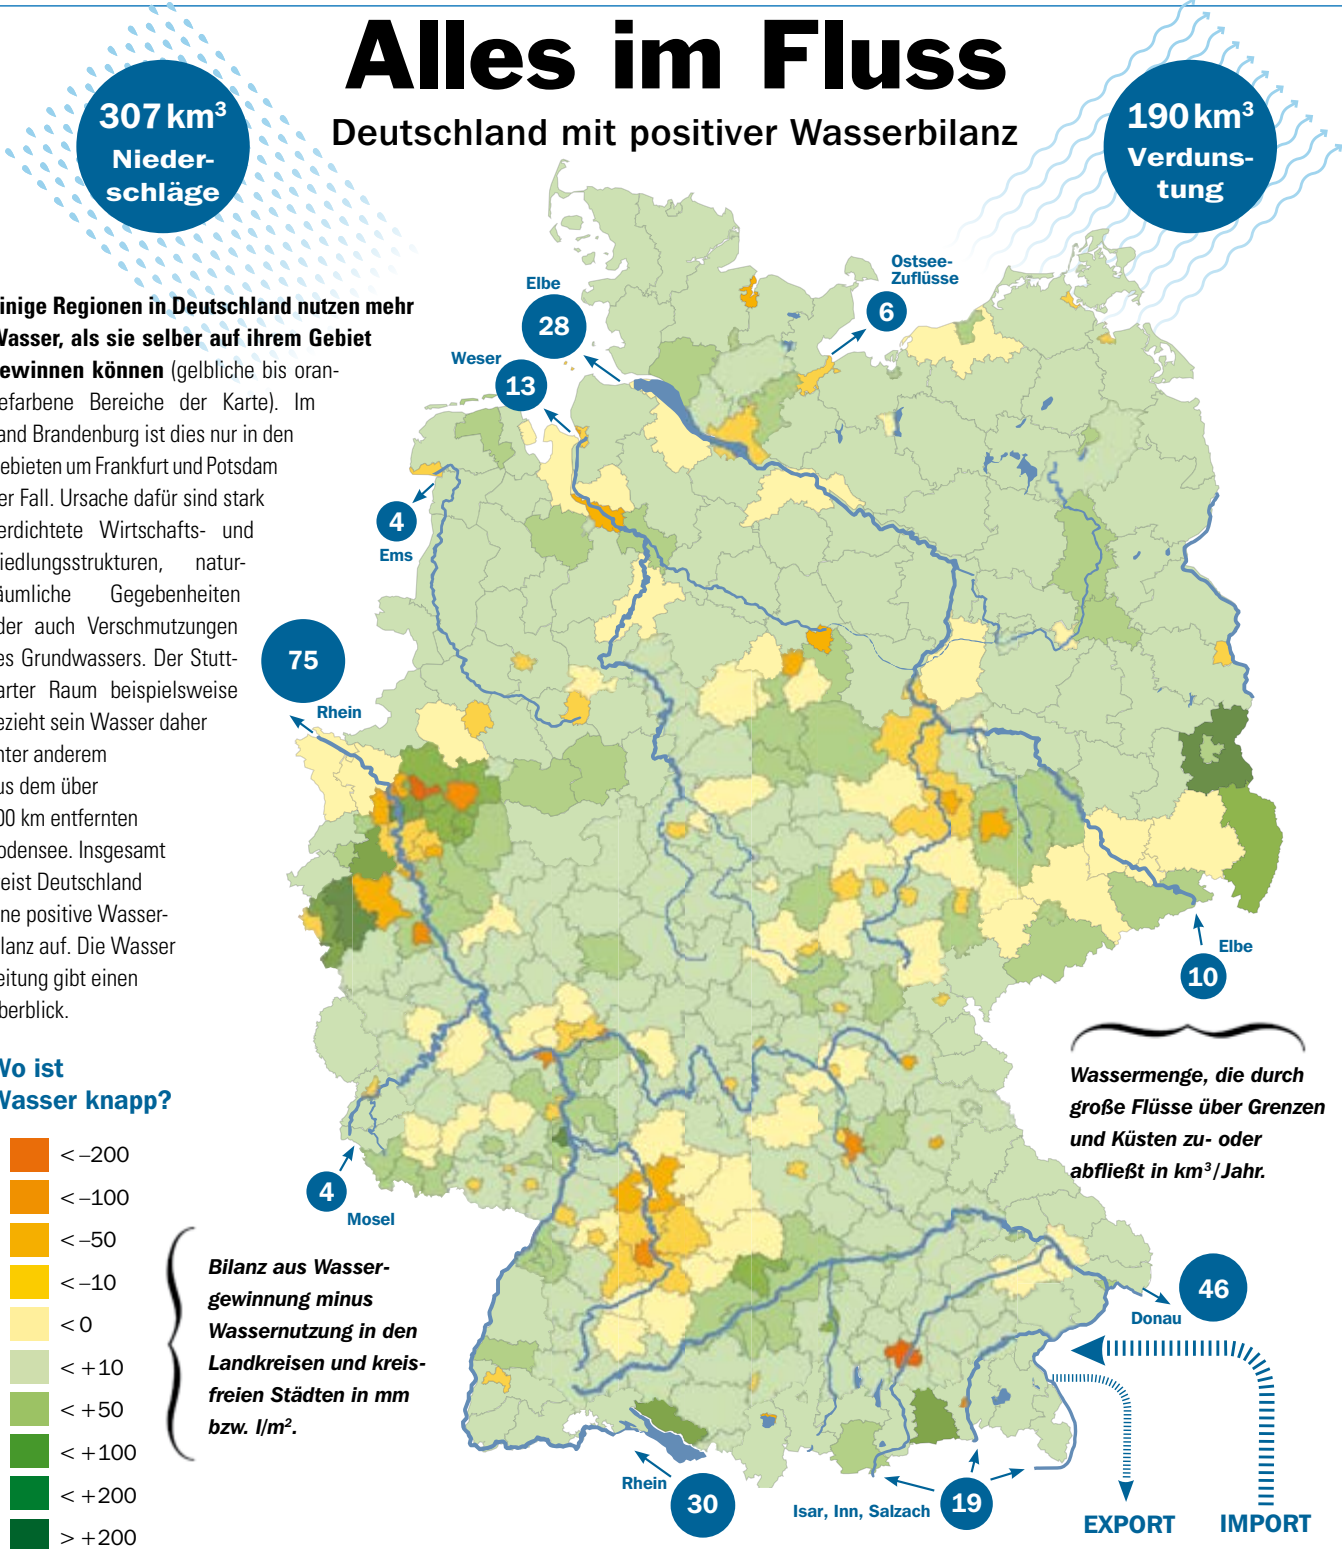 Alles im Fluss
Deutschland mit positiver Wasserbilanz
307 km³
Nieder-
schläge
190 km³
Verduns-
tung
inige Regionen in Deutschland nutzen mehr
Wasser, als sie selber auf ihrem Gebiet
ewinnen können (gelbliche bis oran-
efarbene Bereiche der Karte). Im
and Brandenburg ist dies nur in den
ebieten um Frankfurt und Potsdam
er Fall. Ursache dafür sind stark
erdichtete Wirtschafts- und
iedlungsstrukturen, natur-
äumliche Gegebenheiten
der auch Verschmutzungen
es Grundwassers. Der Stutt-
arter Raum beispielsweise
ezieht sein Wasser daher
nter anderem
us dem über
00 km entfernten
odensee. Insgesamt
eist Deutschland
ne positive Wasser-
ilanz auf. Die Wasser
eitung gibt einen
berblick.
Wo ist
Wasser knapp?
< –200
< –100
< –50
< –10
< 0
< +10
< +50
< +100
< +200
> +200
Bilanz aus Wasser-
gewinnung minus
Wassernutzung in den
Landkreisen und kreis-
freien Städten in mm
bzw. l/m².
Ostsee-
Zuflüsse
6
Elbe
28
Weser
13
4
Ems
75
Rhein
Elbe
10
Wassermenge, die durch
große Flüsse über Grenzen
und Küsten zu- oder
abfließt in km³/Jahr.
4
Mosel
46
Donau
Rhein
30
Isar, Inn, Salzach
19
EXPORT
IMPORT